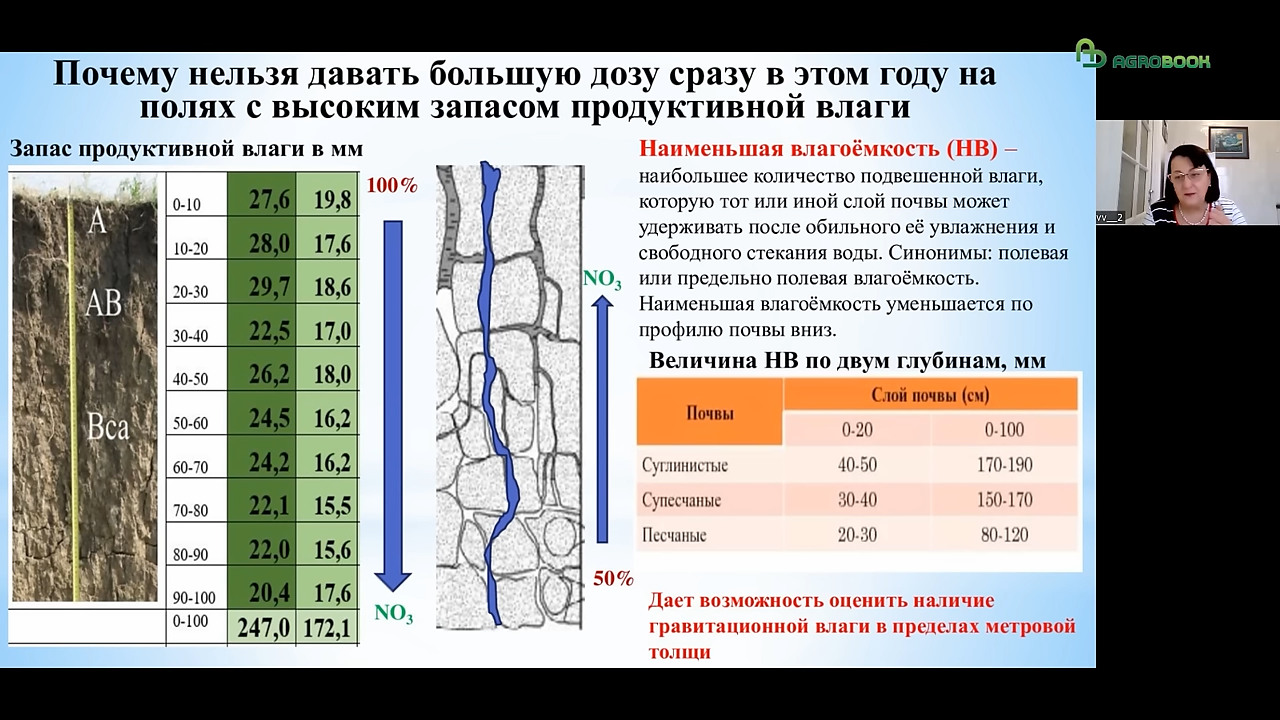 AGROBOOK
Почему нельзя давать большую дозу сразу в этом году на
полях с высоким запасом продуктивной влаги
Запас продуктивной влаги в мм
A
AB
Bca
0-10 27,6 19,8
10-20 28,0 17,6
20-30 29,7 18,6
30-40 22,5 17,0
40-50 26,2 18,0
50-60 24,5 16,2
60-70 24,2 16,2
70-80 22,1 15,5
80-90 22,0 15,6
90-100 20,4 17,6
0-100 247,0 172,1
100%
NO3
NO3
50%
Наименьшая влагоёмкость (НВ) –
наибольшее количество подвешенной влаги,
которую тот или иной слой почвы может
удерживать после обильного её увлажнения и
свободного стекания воды. Синонимы: полевая
или предельно полевая влагоёмкость.
Наименьшая влагоёмкость уменьшается по
профилю почвы вниз.
Величина НВ по двум глубинам, мм
Почвы Слой почвы (см)
0-20 0-100
Суглинистые 40-50 170-190
Супесчаные 30-40 150-170
Песчаные 20-30 80-120
Дает возможность оценить наличие
гравитационной влаги в пределах метровой
толщи
vv__2